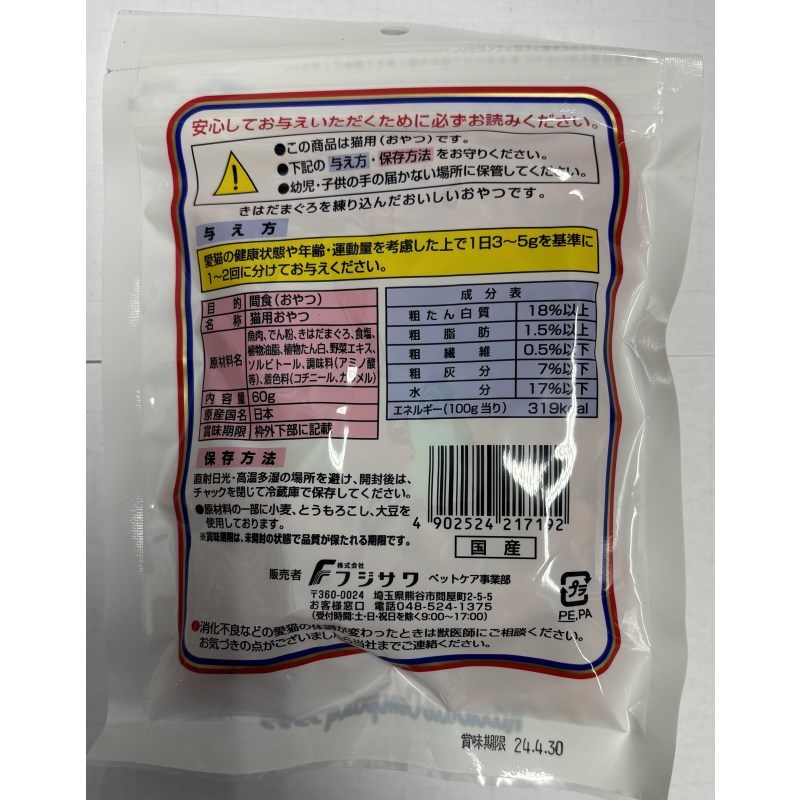 安心してお与えいただくために必ずお読みください。
●この商品は猫用(おやつ)です。
●下記の 与え方・保存方法 をお守りください。
●幼児・子供の手の届かない場所に保管してください。
きはだまぐろを練り込んだおいしいおやつです。
与え方
愛猫の健康状態や年齢・運動量を考慮した上で1日3〜5gを基準に
1〜2回に分けてお与えください。
目的 間食(おやつ)
名称 猫用おやつ
原材料名 魚肉、でん粉、きはだまぐろ、食塩、
植物油脂、植物たん白、野菜エキス、
ソルビトール、調味料(アミノ酸
等)、着色料(コチニール、カラメル)
内容量 60g
原産国名 日本
賞味期限 枠外下部に記載
成分表
粗たん白質 18%以上
粗脂肪 1.5%以上
粗繊維 0.5%以下
粗灰分 7%以下
水分 17%以下
エネルギー(100g当り) 319kcal
保存方法
直射日光・高温多湿の場所を避け、開封後は、
チャックを閉じて冷蔵庫で保存してください。
●原材料の一部に小麦、とうもろこし、大豆を
使用しております。
※賞味期限は、未開封の状態で品質が保たれる期限です。
4 902524 217192
国産
販売者 株式会社 フジサワ ペットケア事業部
〒360-0024 埼玉県熊谷市問屋町2-5-5
お客様窓口 電話048-524-1375
(受付時間:土・日・祝日を除く9:00〜17:00)
プラ
PE,PA
!消化不良などの愛猫の体調が変わったときは獣医師にご相談ください。
お気づきの点がございましたら当社までご連絡ください。
賞味期限 24.4.30